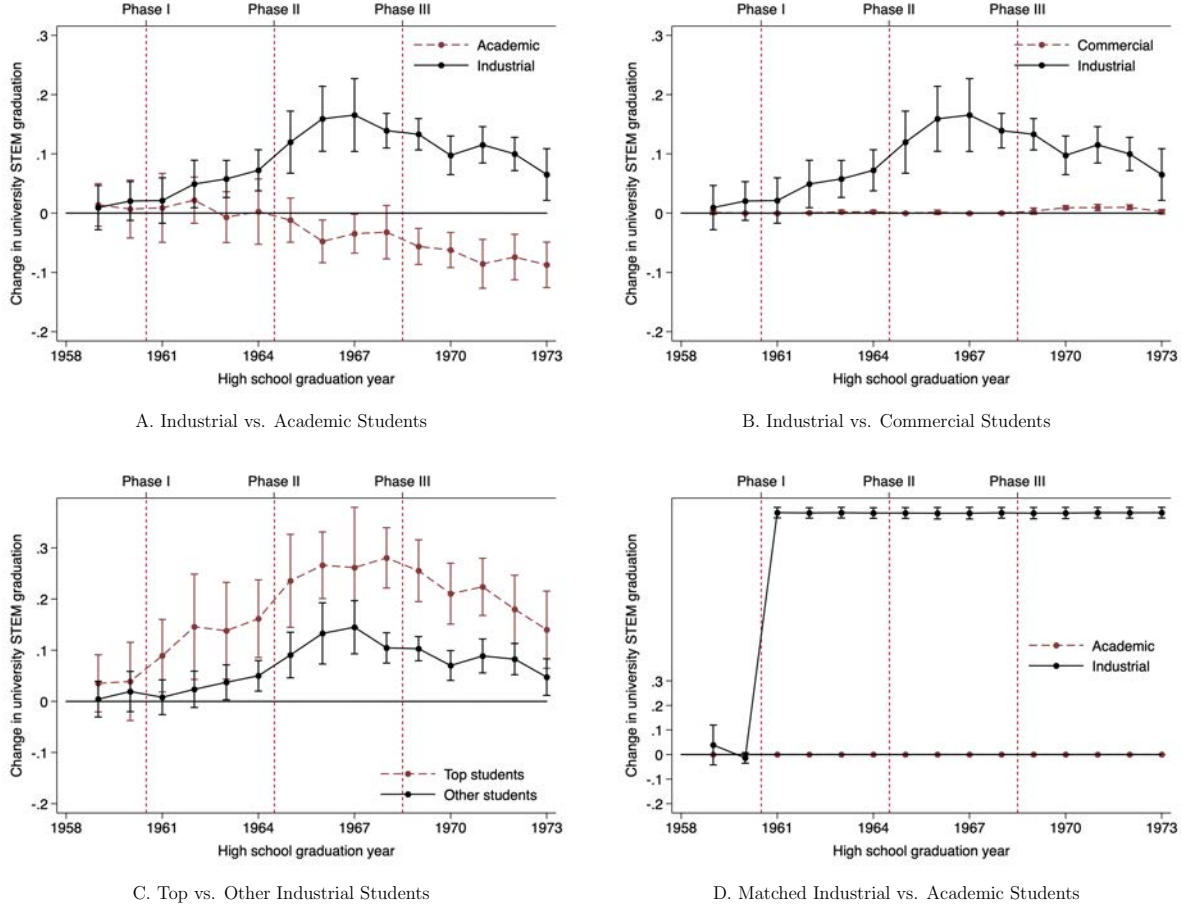 Phase I Phase II Phase III
.3
.2
.1
0
-.1
-.2
Change in university STEM graduation
Academic
Industrial
1958 1961 1964 1967 1970 1973
High school graduation year
A. Industrial vs. Academic Students
Phase I Phase II Phase III
.3
.2
.1
0
-.1
-.2
Change in university STEM graduation
Commercial
Industrial
1958 1961 1964 1967 1970 1973
High school graduation year
B. Industrial vs. Commercial Students
Phase I Phase II Phase III
.3
.2
.1
0
-.1
-.2
Change in university STEM graduation
Top students
Other students
1958 1961 1964 1967 1970 1973
High school graduation year
C. Top vs. Other Industrial Students
Phase I Phase II Phase III
.3
.2
.1
0
-.1
-.2
Change in university STEM graduation
Academic
Industrial
1958 1961 1964 1967 1970 1973
High school graduation year
D. Matched Industrial vs. Academic Students